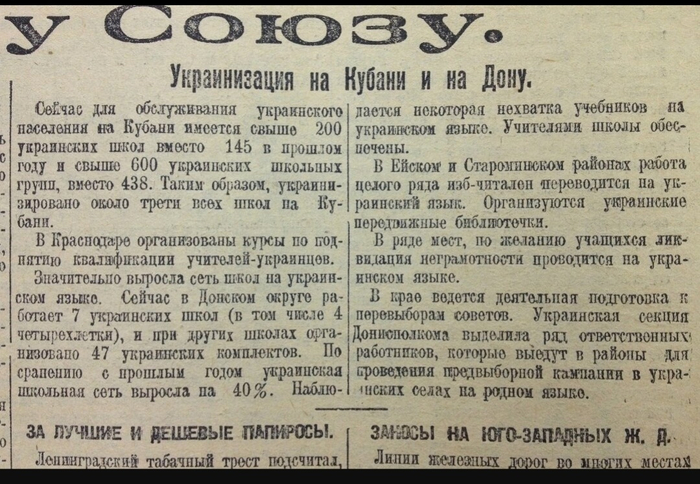 у Союзу.
Украинизация на Кубани и на Дону.
Сейчас для обслуживания украинского
населения на Кубани имеется свыше 200
украинских школ вместо 145 в прошлом
году и свыше 600 украинских школьных
групп, вместо 438. Таким образом, украини-
зировано около трети всех школ на Ку-
бани.
В Краснодаре организованы курсы по под-
нятию квалификации учителей-украинцев.
Значительно выросла сеть школ на украин-
ском языке. Сейчас в Донском округе ра-
ботает 7 украинских школ (в том числе 4
четырехлетки), и при других школах орга-
низовано 47 украинских комплектов. По
сравнению с прошлым годом украинская
школьная сеть выросла на 40%. Наблю-
дается некоторая нехватка учебников на
украинском языке. Учителями школы обес-
печены.
В Ейском и Староминском районах работа
целого ряда изб-читален переводится на ук-
раинский язык. Организуются украинские
передвижные библиотечки.
В ряде мест, по желанию учащихся лик-
видация неграмотности проводится на укра-
инском языке.
В крае ведется деятельная подготовка к
перевыборам советов. Украинская секция
Донисполкома выделила ряд ответственных
работников, которые выедут в районы для
проведения предвыборной кампании в укра-
инских селах на родном языке.
ЗА ЛУЧШИЕ И ДЕШЕВЫЕ ПАПИРОСЫ.
Ленинградский табачный трест подсчитал,
ЗАНОСЫ НА ЮГО-ЗАПАДНЫХ Ж. Д.
Линии железных дорог во многих местах